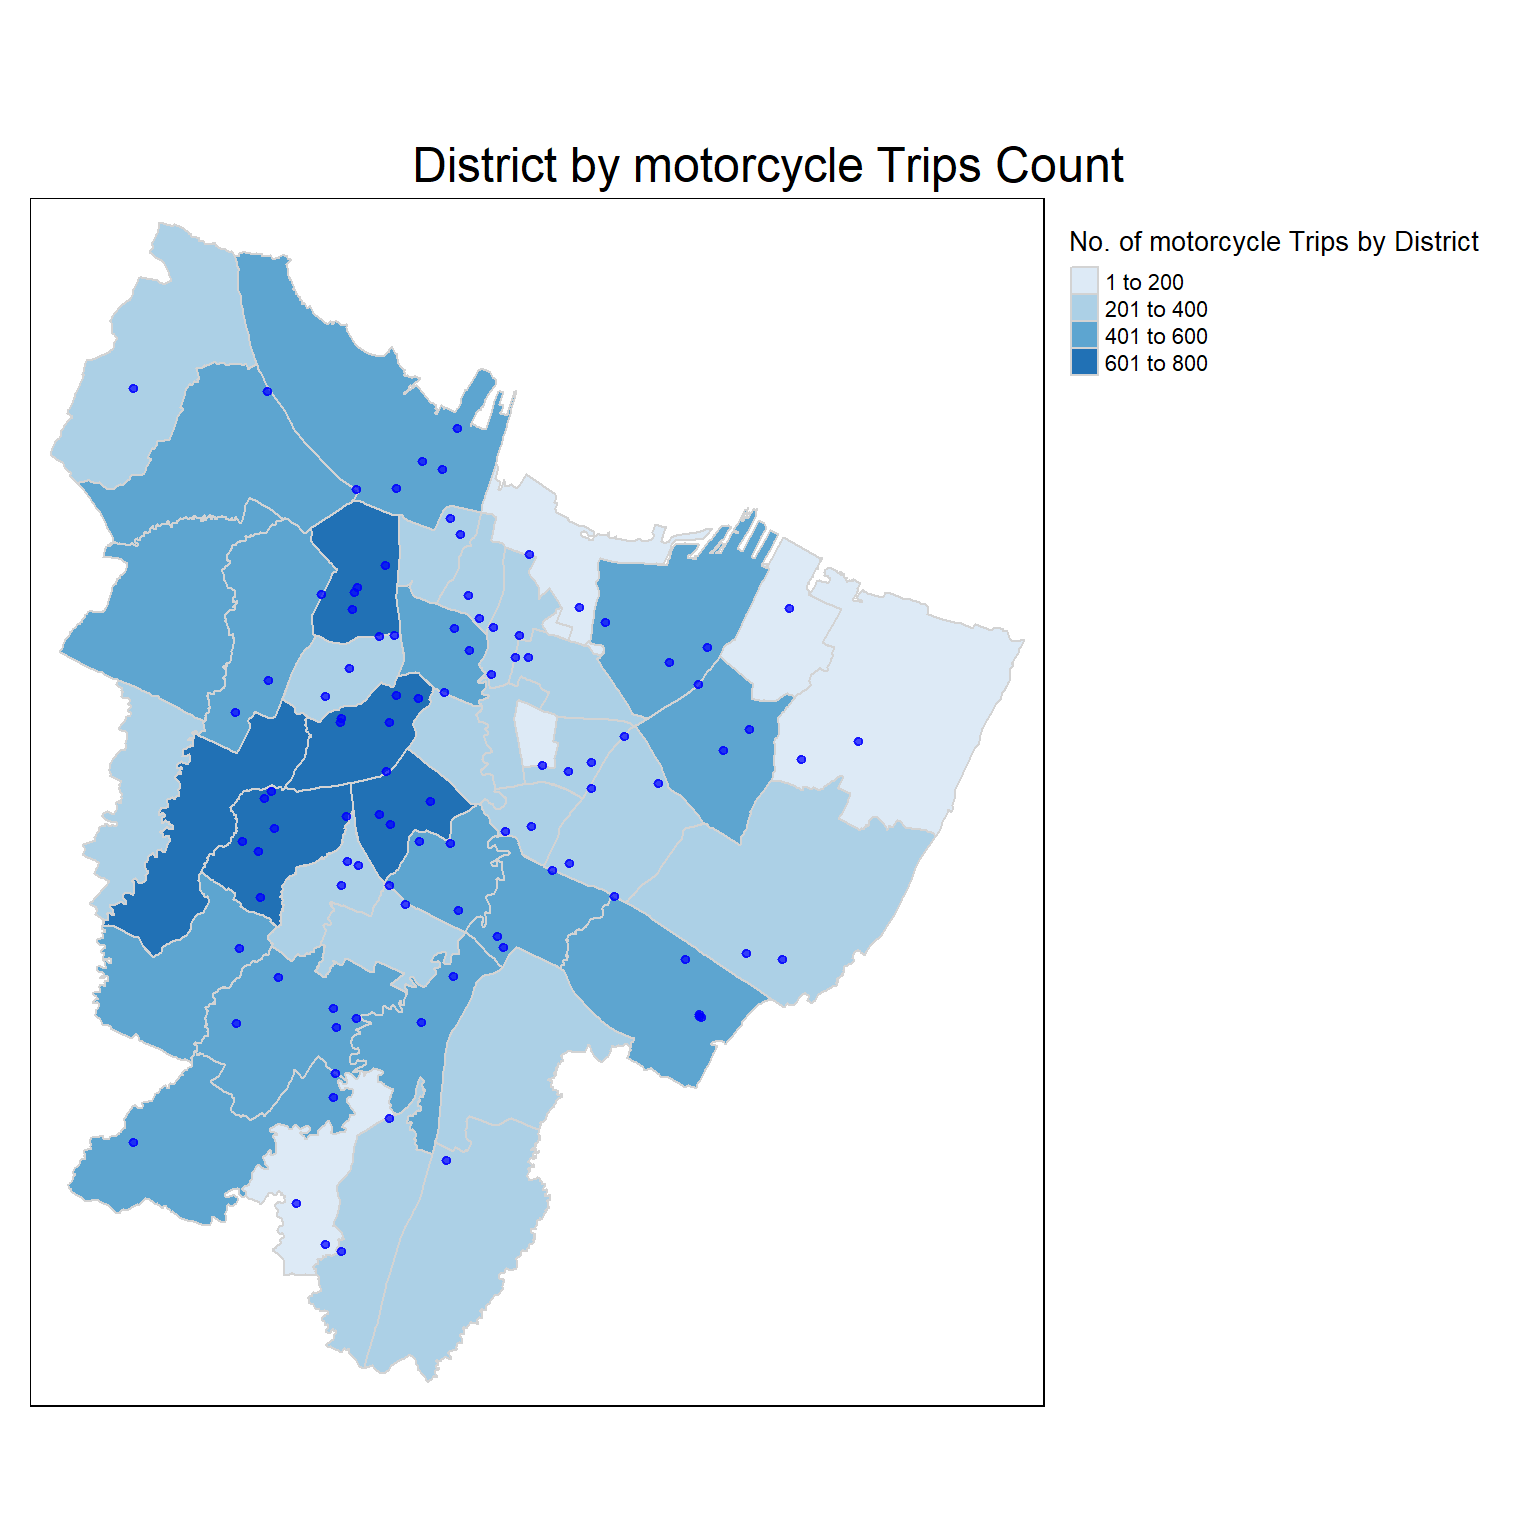 District by motorcycle Trips Count
No. of motorcycle Trips by District
1 to 200
201 to 400
401 to 600
601 to 800